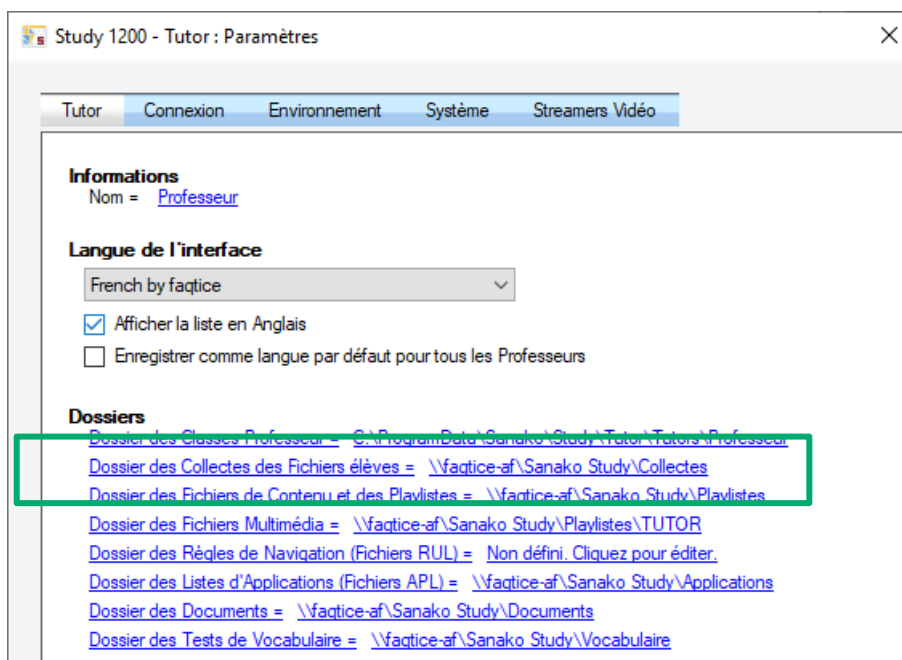 Study 1200 - Tutor : Paramètres
Tutor Connexion Environnement Système Streamers Vidéo
Informations
Nom = Professeur
Langue de l'interface
French by faqtice
Afficher la liste en Anglais
Enregistrer comme langue par défaut pour tous les Professeurs
Dossiers
Dossier des Classes Professeur = C:\ProgramData\Sanako\Study\Tutor\Tutors\Professeur
Dossier des Collectes des Fichiers élèves = \\faqtice-af\Sanako Study\Collectes
Dossier des Fichiers de Contenu et des Playlistes = \\faqtice-af\Sanako Study\Playlistes
Dossier des Fichiers Multimédia = \\faqtice-af\Sanako Study\Playlistes\TUTOR
Dossier des Règles de Navigation (Fichiers RUL) = Non défini. Cliquez pour éditer.
Dossier des Listes d'Applications (Fichiers APL) = \\faqtice-af\Sanako Study\Applications
Dossier des Documents = \\faqtice-af\Sanako Study\Documents
Dossier des Tests de Vocabulaire = \\faqtice-af\Sanako Study\Vocabulaire